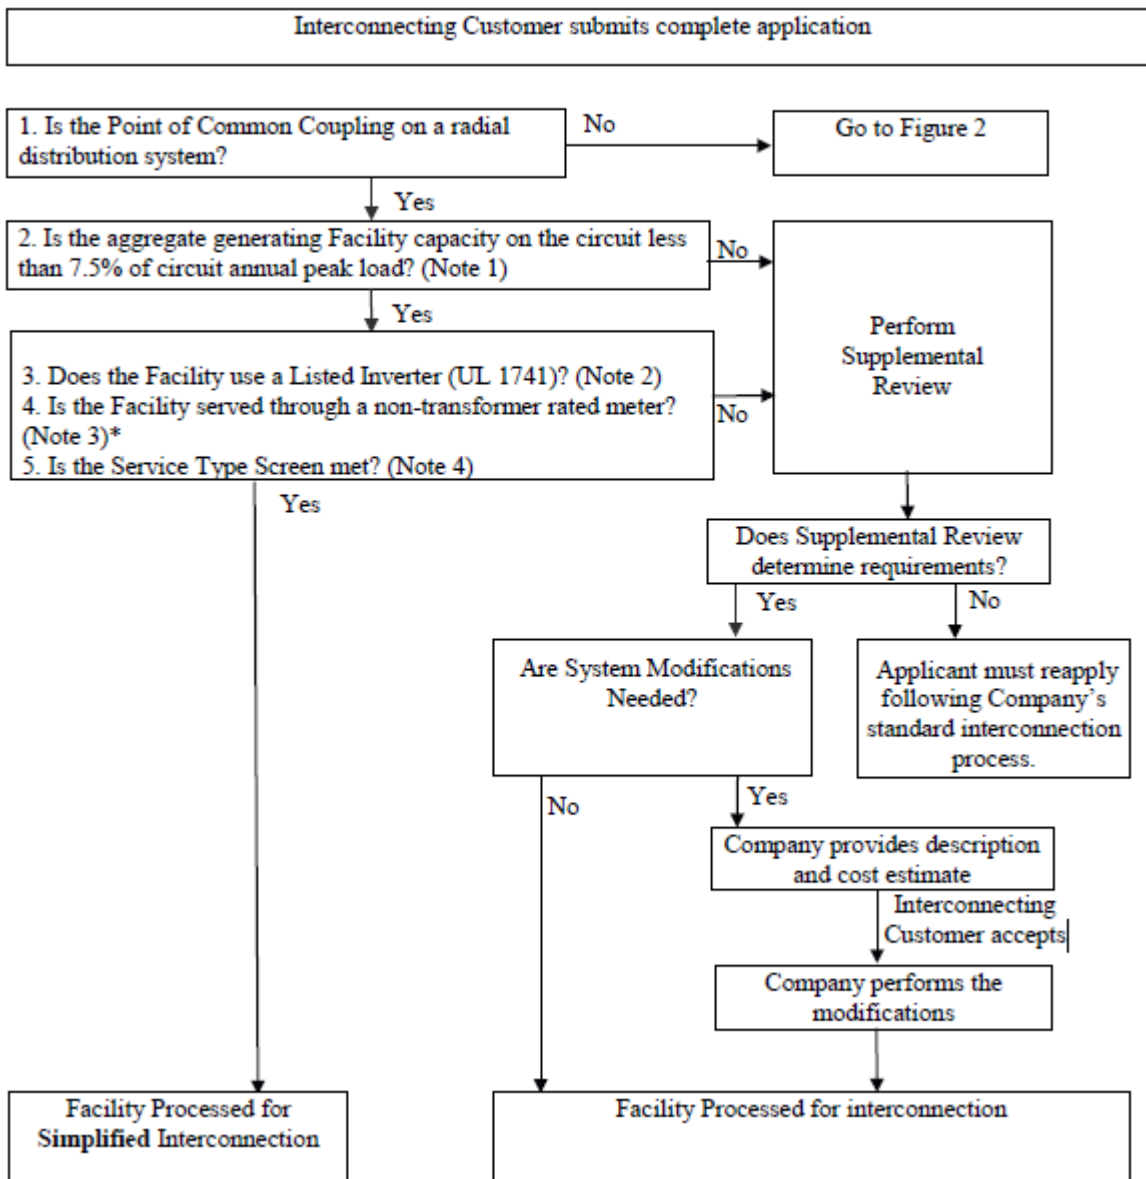 Interconnecting Customer submits complete application
1. Is the Point of Common Coupling on a radial
distribution system?
No
Go to Figure 2
Yes
2. Is the aggregate generating Facility capacity on the circuit less
than 7.5% of circuit annual peak load? (Note 1)
No
Yes
Perform
Supplemental
Review
3. Does the Facility use a Listed Inverter (UL 1741)? (Note 2)
4. Is the Facility served through a non-transformer rated meter?
(Note 3)*
5. Is the Service Type Screen met? (Note 4)
No
Yes
Does Supplemental Review
determine requirements?
Yes
No
Are System Modifications
Needed?
Applicant must reapply
following Company's
standard interconnection
process.
No
Yes
Company provides description
and cost estimate
Interconnecting
Customer accepts
Company performs the
modifications
Facility Processed for
Simplified Interconnection
Facility Processed for interconnection